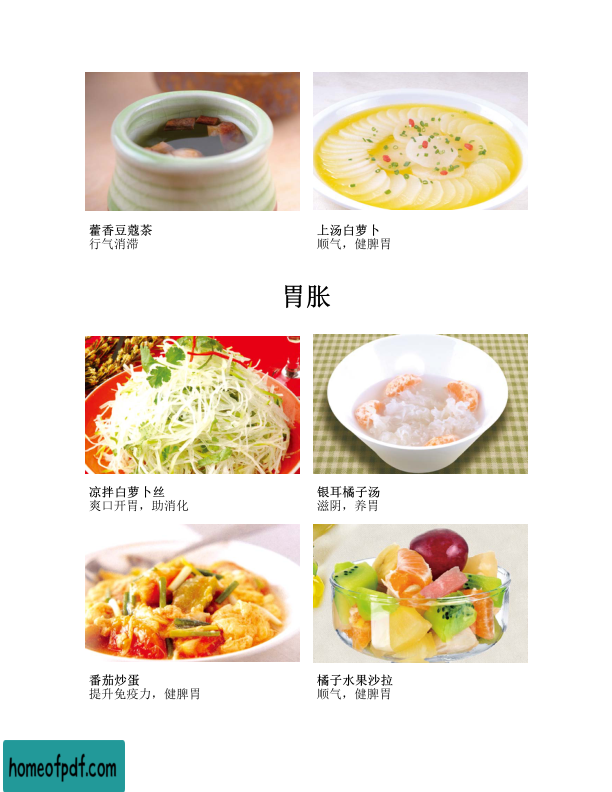 藿香豆蔻茶
行气消滞
上汤白萝卜
顺气，健脾胃
胃胀
凉拌白萝卜丝
爽口开胃，助消化
银耳橘子汤
滋阴，养胃
番茄炒蛋
提升免疫力，健脾胃
橘子水果沙拉
顺气，健脾胃
homeofpdf.com